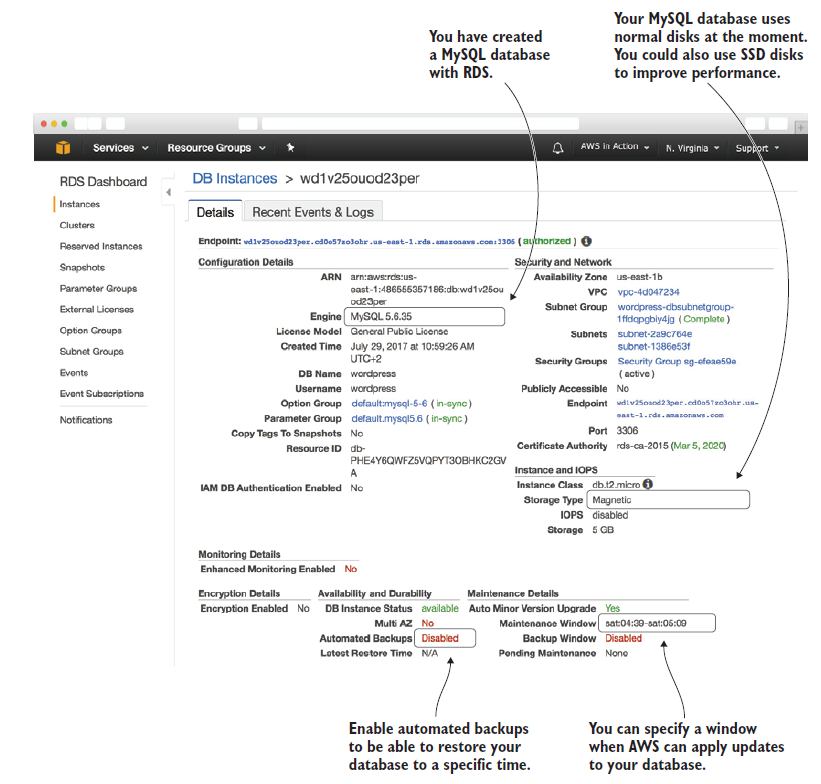 You have created
a MySQL database
with RDS.
Your MySQL database uses
normal disks at the moment.
You could also use SSD disks
to improve performance.
Services
Resource Groups
AWS in Action
N. Virginia
Support
RDS Dashboard
Instances
Clusters
Reserved Instances
Snapshots
Parameter Groups
External Licenses
Option Groups
Subnet Groups
Events
Event Subscriptions
Notifications
DB Instances > wd1v25ouod23per
Details
Recent Events & Logs
Endpoint: wd1v25ouod23per.cd0o57zo3ohr.us-east-1.rds.amazonaws.com:3306 ( authorized )
Configuration Details
ARN arn:aws:rds:us-
east-1:486555357186:db:wd1v25ou
od23per
Engine MySQL 5.6.35
License Model General Public License
Created Time July 29, 2017 at 10:59:26 AM
UTC+2
DB Name wordpress
Username wordpress
Option Group default:mysql-5-6 ( in-sync )
Parameter Group default.mysql5.6 ( in-sync )
Copy Tags To Snapshots No
Resource ID db-
PHE4Y6QWFZ5VQPYT3OBHKC2GV
A
IAM DB Authentication Enabled No
Security and Network
Availability Zone us-east-1b
VPC vpc-4d047234
Subnet Group wordpress-dbsubnetgroup-
1ffdqpgbiy4jg ( Complete )
Subnets subnet-2a9c764e
subnet-1386e53f
Security Groups Security Group sg-efeae59e
( active )
Publicly Accessible No
Endpoint wd1v25ouod23per.cd0o57zo3ohr.us-
east-1.rds.amazonaws.com
Port 3306
Certificate Authority rds-ca-2015 (Mar 5, 2020)
Instance and IOPS
Instance Class db.t2.micro
Storage Type Magnetic
IOPS disabled
Storage 5 GB
Monitoring Details
Enhanced Monitoring Enabled No
Encryption Details
Encryption Enabled No
Availability and Durability
DB Instance Status available
Multi AZ No
Automated Backups Disabled
Latest Restore Time N/A
Maintenance Details
Auto Minor Version Upgrade Yes
Maintenance Window sat:04:39-sat:05:09
Backup Window Disabled
Pending Maintenance None
Enable automated backups
to be able to restore your
database to a specific time.
You can specify a window
when AWS can apply updates
to your database.